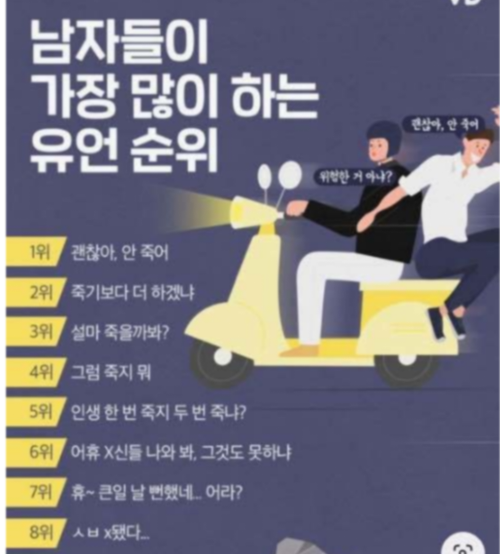 남자들이
가장 많이 하는
유언 순위
괜찮아, 안 죽어
위험한 거 아냐?
1위 괜찮아, 안 죽어
2위 죽기보다 더 하겠냐
3위 설마 죽을까봐?
4위 그럼 죽지 뭐
5위 인생 한 번 죽지 두 번 죽냐?
6위 어휴 X신들 나와 봐, 그것도 못하냐
7위 휴~ 큰일 날 뻔했네... 어라?
8위 ㅅㅂ x됐다...